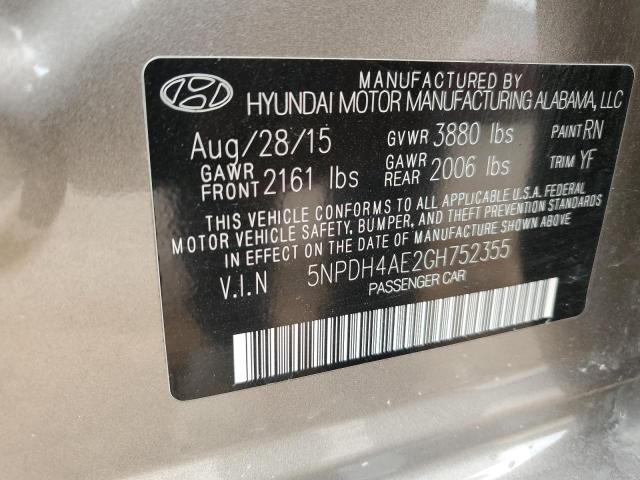 MANUFACTURED BY
HYUNDAI MOTOR MANUFACTURING ALABAMA, LLC
Aug/28/15 GVWR 3880 lbs PAINT RN
GAWR FRONT 2161 lbs GAWR REAR 2006 lbs TRIM YF
THIS VEHICLE CONFORMS TO ALL APPLICABLE U.S.A. FEDERAL
MOTOR VEHICLE SAFETY, BUMPER, AND THEFT PREVENTION STANDARDS
IN EFFECT ON THE DATE OF MANUFACTURE SHOWN ABOVE
V.I.N 5NPDH4AE2GH752355
PASSENGER CAR